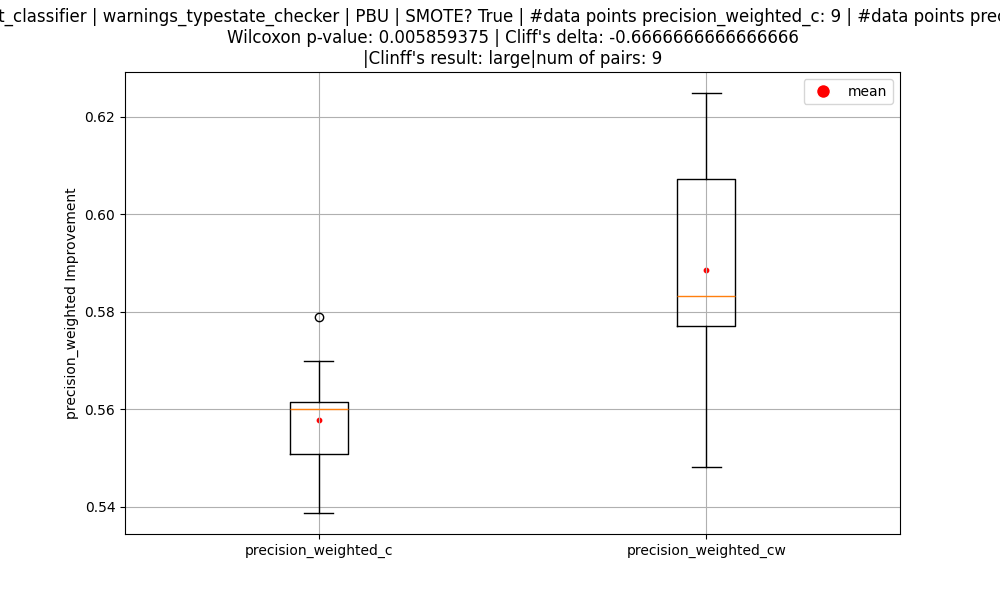 t_classifier | warnings_typestate_checker | PBU | SMOTE? True | #data points precision_weighted_c: 9 | #data points prec
Wilcoxon p-value: 0.005859375 | Cliff's delta: -0.6666666666666666
|Clinff's result: large|num of pairs: 9
mean
0.62
0.60
0.58
0.56
0.54
precision_weighted Improvement
precision_weighted_c
precision_weighted_cw